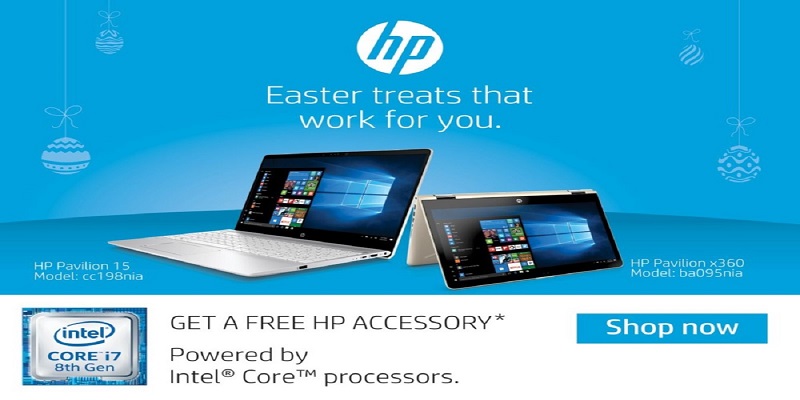 hp
Easter treats that
work for you.
HP Pavilion 15
Model: cc198nia
HP Pavilion x360
Model: ba095nia
intel
CORE i7
8th Gen
GET A FREE HP ACCESSORY*
Powered by
Intel® Core™ processors.
Shop now